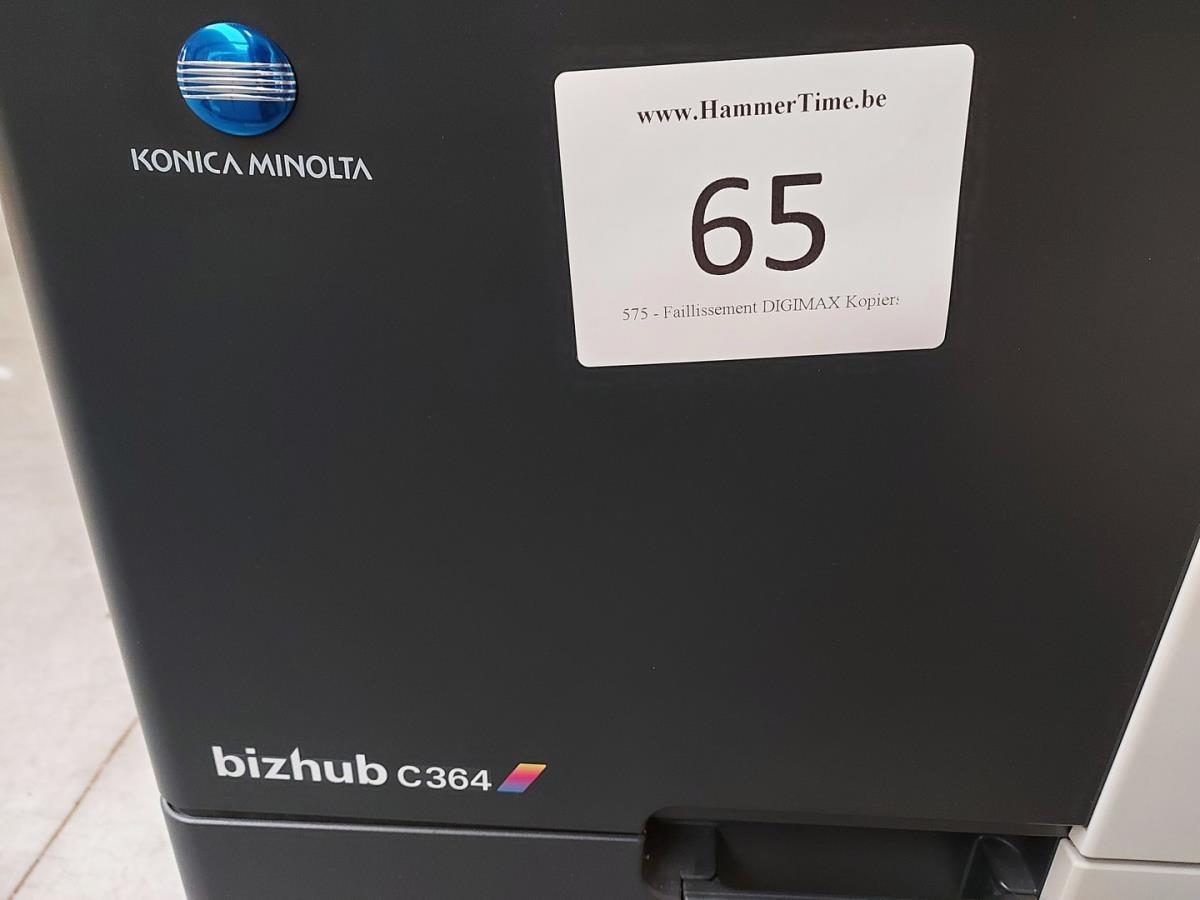 KONICA MINOLTA
www.HammerTime.be
65
575 - Faillissement DIGIMAX Kopiers
bizhub C364